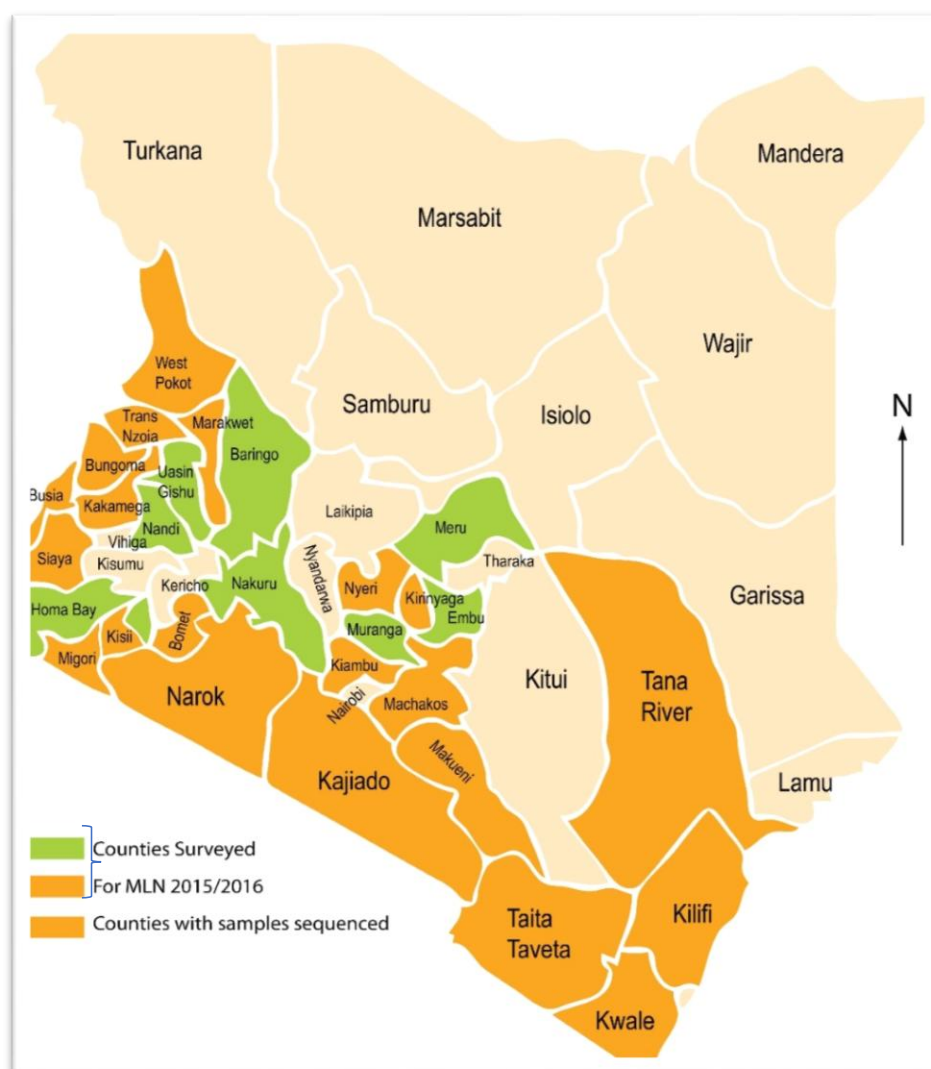 Turkana
Mandera
Marsabit
Wajir
West
Pokot
Samburu
Isiolo
N
Trans
Nzoia
Marakwet
Baringo
Bungoma
Uasin
Gishu
Busia
Kakamega
Laikipia
Nandi
Meru
Vihiga
Siaya
Kisumu
Tharaka
Nyandarwa
Kericho
Nakuru
Nyeri
Kirinyaga
Garissa
Homa Bay
Embu
Muranga
Bomet
Kisii
Migori
Kiambu
Kitui
Tana
River
Narok
Nairobi
Machakos
Makueni
Kajiado
Lamu
Counties Surveyed
For MLN 2015/2016
Counties with samples sequenced
Taita
Taveta
Kilifi
Kwale